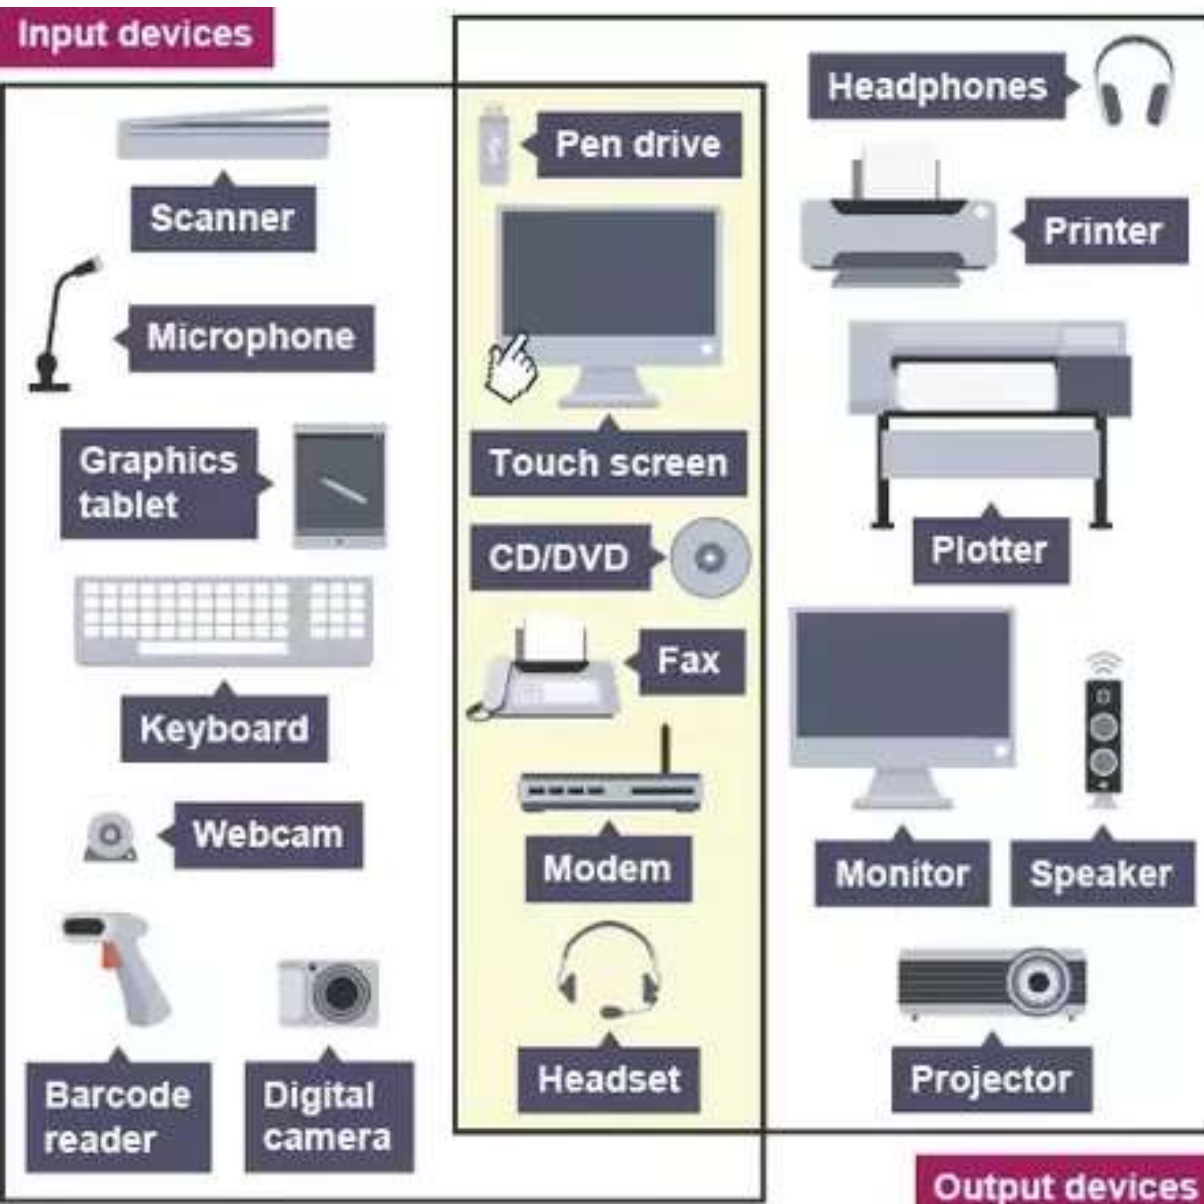 Input devices
Scanner
Microphone
Graphics
tablet
Keyboard
Webcam
Barcode
reader
Digital
camera
Pen drive
Touch screen
CD/DVD
Fax
Modem
Headset
Headphones
Printer
Plotter
Monitor
Speaker
Projector
Output devices